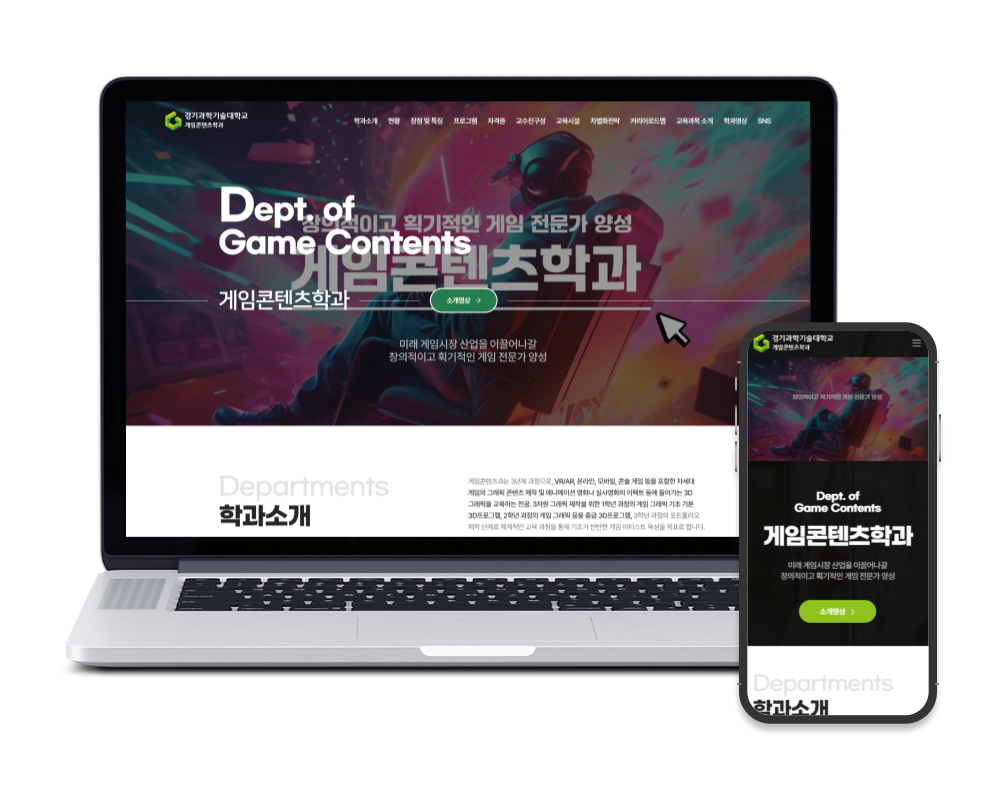 경기과학기술대학교
게임콘텐츠학과
학과소개 현황 장점 및 특징 프로그램 자격증 교수진구성 교육시설 차별화전략 커리어로드맵 교육과목 소개 학과영상 SNS
Dept. of
Game Contents
창의적이고 획기적인 게임 전문가 양성
게임콘텐츠학과
게임콘텐츠학과
소개영상 >
미래 게임시장 산업을 이끌어나갈
창의적이고 획기적인 게임 전문가 양성
Departments
학과소개
게임콘텐츠과는 3년제 과정으로, VR/AR, 온라인, 모바일, 콘솔 게임 등을 포함한 차세대
게임의 그래픽 콘텐츠 제작 및 애니메이션 영화나 실사영화의 이펙트 등에 들어가는 3D
그래픽을 교육하는 전공. 3차원 그래픽 제작을 위한 1학년 과정의 게임 그래픽 기초 기본
3D프로그램, 2학년 과정의 게임 그래픽 응용 중급 3D프로그램, 3학년 과정의 포트폴리오
제작 단계로 체계적인 교육 과정을 통해 기초가 탄탄한 게임 아티스트 육성을 목표로 합니다.
경기과학기술대학교
게임콘텐츠학과
창의적이고 획기적인 게임 전문가 양성
Dept. of
Game Contents
게임콘텐츠학과
미래 게임시장 산업을 이끌어나갈
창의적이고 획기적인 게임 전문가 양성
소개영상 >
Departments
학과소개